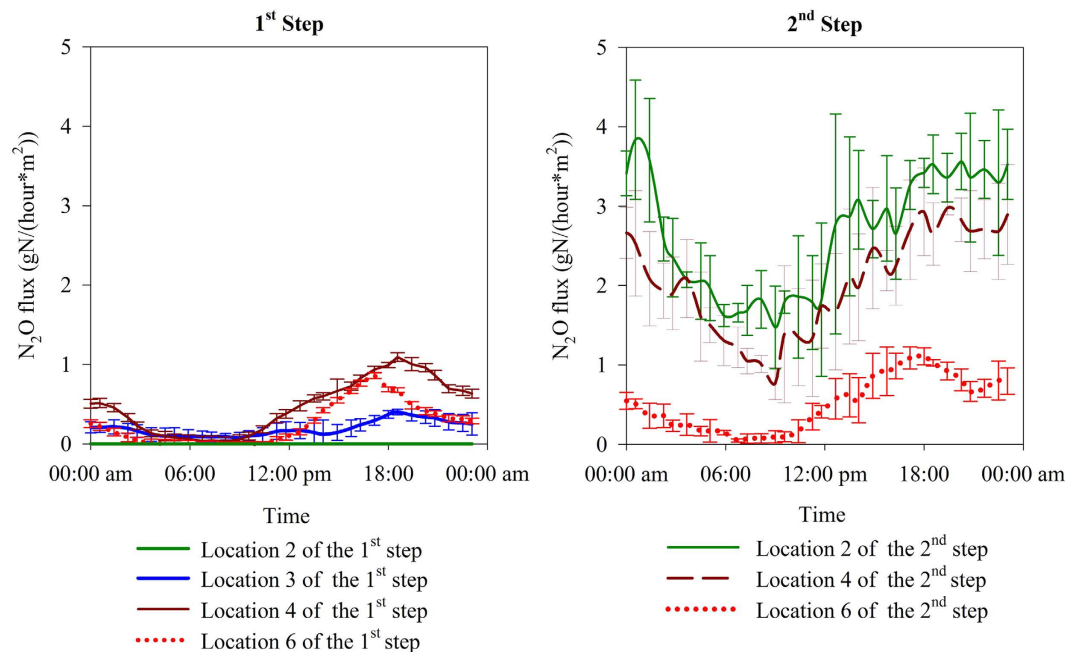 1st Step
N2O flux (gN/(hour*m2))
5
4
3
2
1
0
00:00 am 06:00 12:00 pm 18:00 00:00 am
Time
Location 2 of the 1st step
Location 3 of the 1st step
Location 4 of the 1st step
Location 6 of the 1st step
2nd Step
N2O flux (gN/(hour*m2))
5
4
3
2
1
0
00:00 am 06:00 12:00 pm 18:00 00:00 am
Time
Location 2 of the 2nd step
Location 4 of the 2nd step
Location 6 of the 2nd step